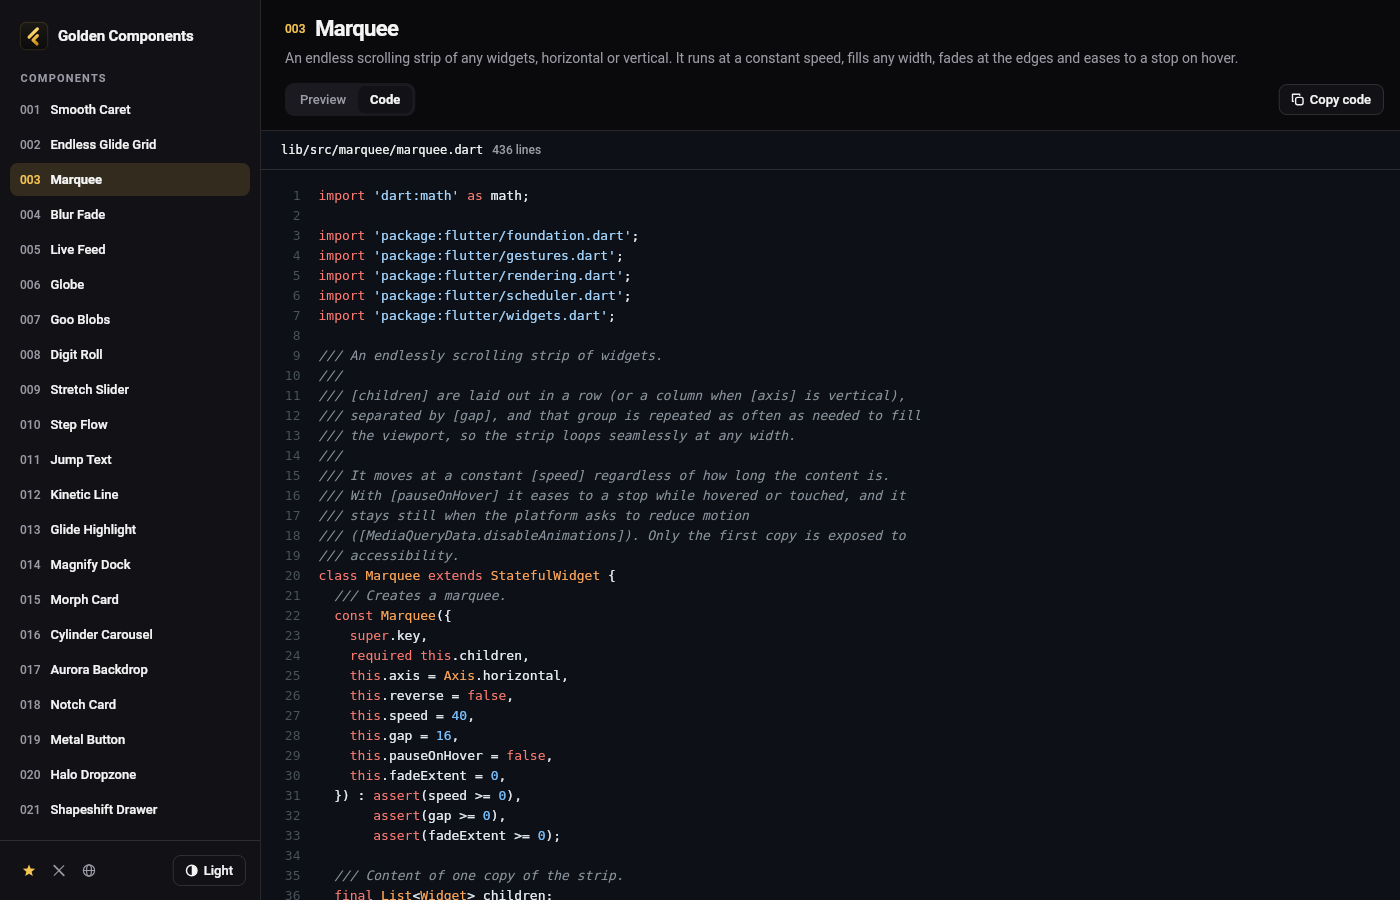 Golden Components
COMPONENTS
001 Smooth Caret
002 Endless Glide Grid
003 Marquee
004 Blur Fade
005 Live Feed
006 Globe
007 Goo Blobs
008 Digit Roll
009 Stretch Slider
010 Step Flow
011 Jump Text
012 Kinetic Line
013 Glide Highlight
014 Magnify Dock
015 Morph Card
016 Cylinder Carousel
017 Aurora Backdrop
018 Notch Card
019 Metal Button
020 Halo Dropzone
021 Shapeshift Drawer
Light
003 Marquee
An endless scrolling strip of any widgets, horizontal or vertical. It runs at a constant speed, fills any width, fades at the edges and eases to a stop on hover.
Preview Code
Copy code
lib/src/marquee/marquee.dart 436 lines
1 import 'dart:math' as math;
2
3 import 'package:flutter/foundation.dart';
4 import 'package:flutter/gestures.dart';
5 import 'package:flutter/rendering.dart';
6 import 'package:flutter/scheduler.dart';
7 import 'package:flutter/widgets.dart';
8
9 /// An endlessly scrolling strip of widgets.
10 ///
11 /// [children] are laid out in a row (or a column when [axis] is vertical),
12 /// separated by [gap], and that group is repeated as often as needed to fill
13 /// the viewport, so the strip loops seamlessly at any width.
14 ///
15 /// It moves at a constant [speed] regardless of how long the content is.
16 /// With [pauseOnHover] it eases to a stop while hovered or touched, and it
17 /// stays still when the platform asks to reduce motion
18 /// ([MediaQueryData.disableAnimations]). Only the first copy is exposed to
19 /// accessibility.
20 class Marquee extends StatefulWidget {
21   /// Creates a marquee.
22   const Marquee({
23     super.key,
24     required this.children,
25     this.axis = Axis.horizontal,
26     this.reverse = false,
27     this.speed = 40,
28     this.gap = 16,
29     this.pauseOnHover = false,
30     this.fadeExtent = 0,
31   }) : assert(speed >= 0),
32        assert(gap >= 0),
33        assert(fadeExtent >= 0);
34
35   /// Content of one copy of the strip.
36   final List<Widget> children;